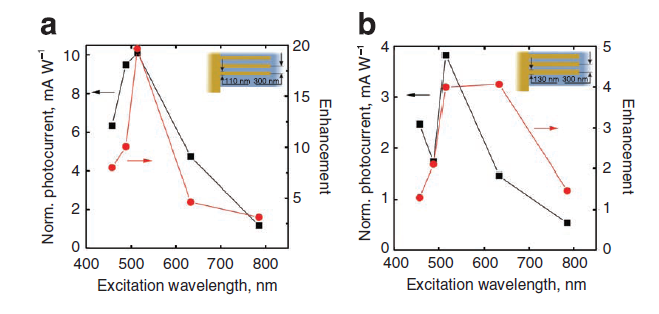 a
Norm. photocurrent, mA W⁻¹
10
8
6
4
2
0
20
15
10
5
Enhancement
110 nm 300 nm
400 500 600 700 800
Excitation wavelength, nm
b
Norm. photocurrent, mA W⁻¹
4
3
2
1
0
5
4
3
2
1
0
Enhancement
130 nm 300 nm
400 500 600 700 800
Excitation wavelength, nm